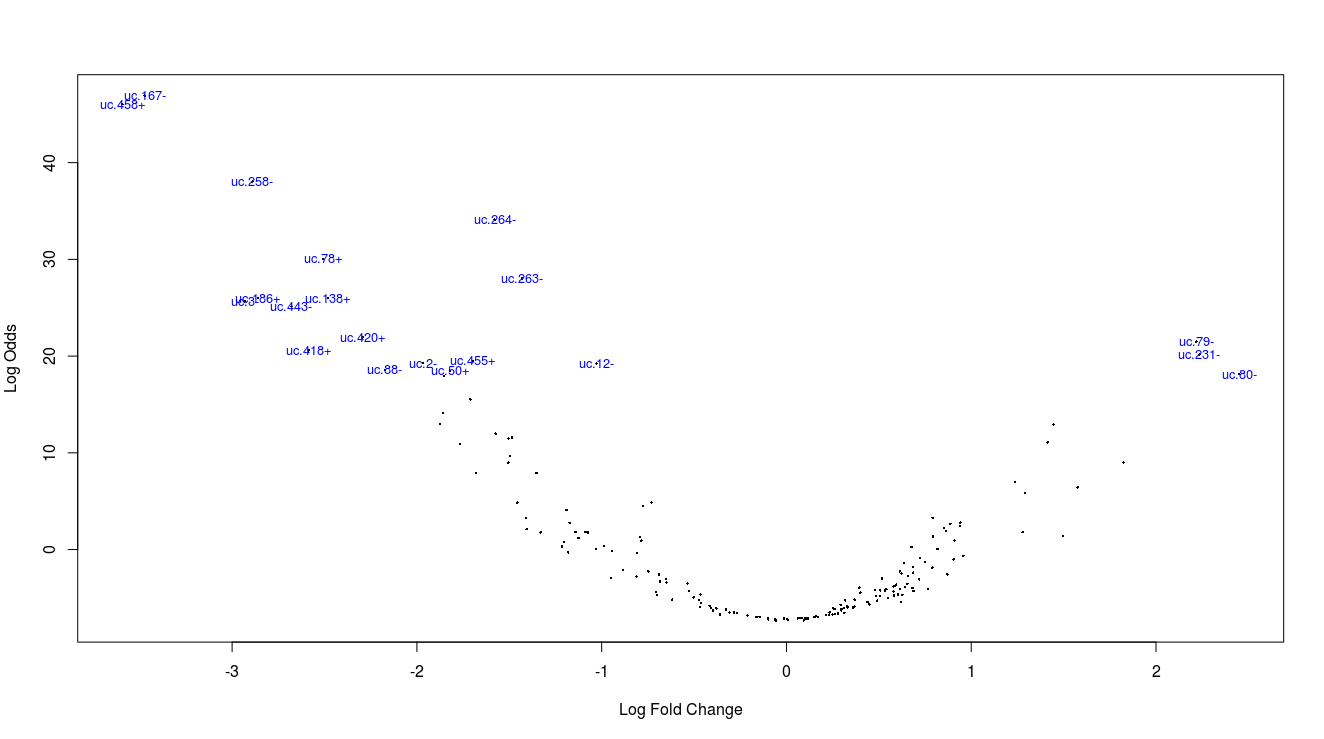 uc.167-
uc.458+
uc.258-
uc.264-
uc.78+
uc.263-
uc.186+
uc.138+
uc.443-
uc.420+
uc.79-
uc.418+
uc.231-
uc.455+
uc.2-
uc.12-
uc.88-
uc.50+
uc.80-
40
30
20
10
0
Log Odds
-3
-2
-1
0
1
2
Log Fold Change